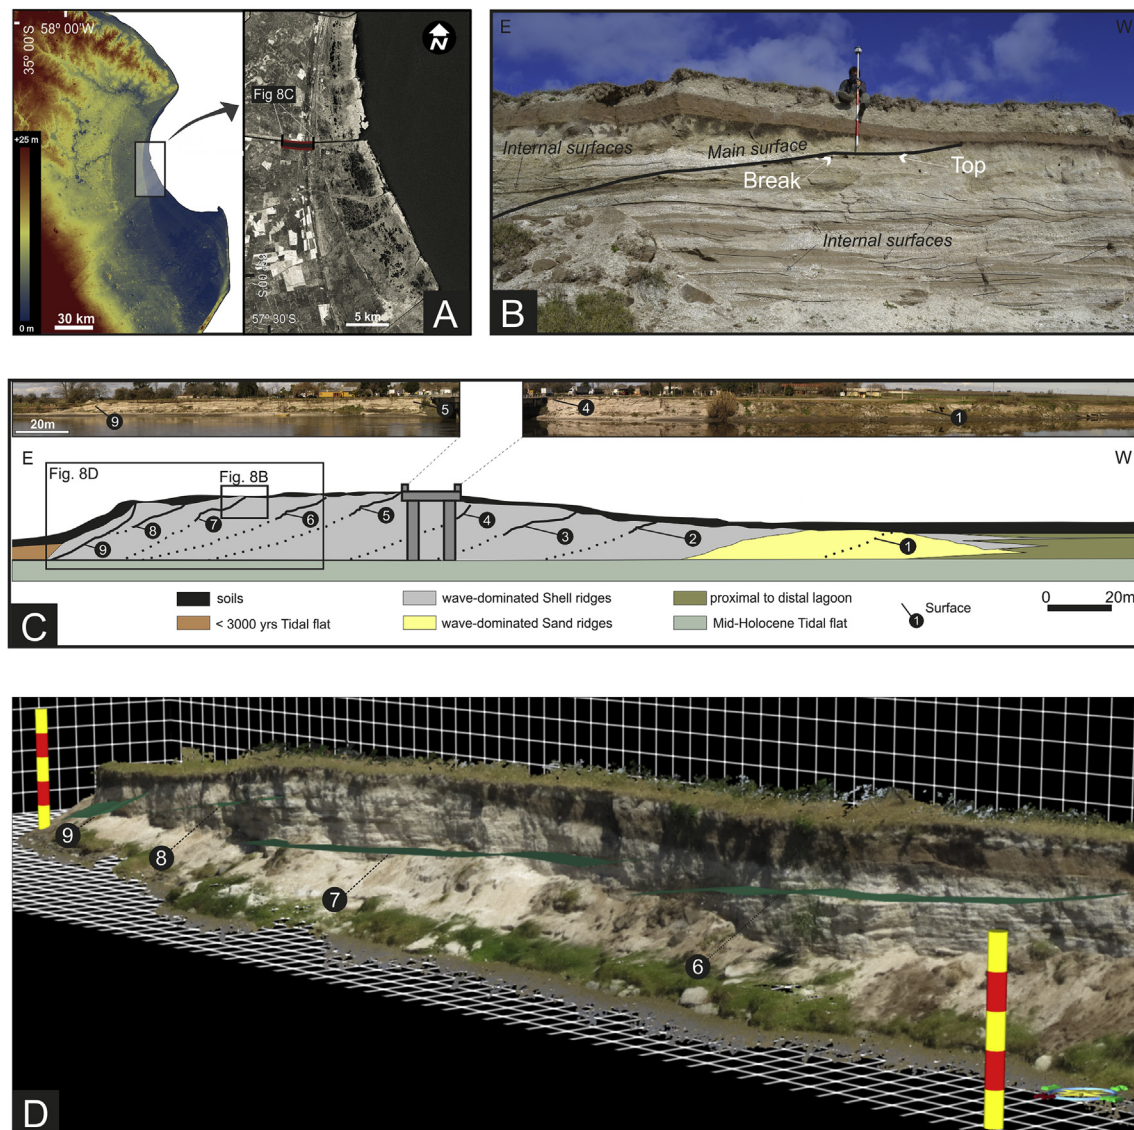 58º 00'W
35º 00'S
+25 m
0 m
30 km
Fig 8C
N
57º 30'S
5 km
A
E
W
Internal surfaces
Main surface
Break
Top
Internal surfaces
B
9
5
20m
4
1
E
W
Fig. 8D
Fig. 8B
9
8
7
6
5
4
3
2
1
soils
wave-dominated Shell ridges
proximal to distal lagoon
< 3000 yrs Tidal flat
wave-dominated Sand ridges
Mid-Holocene Tidal flat
1
Surface
0
20m
C
9
8
7
6
D